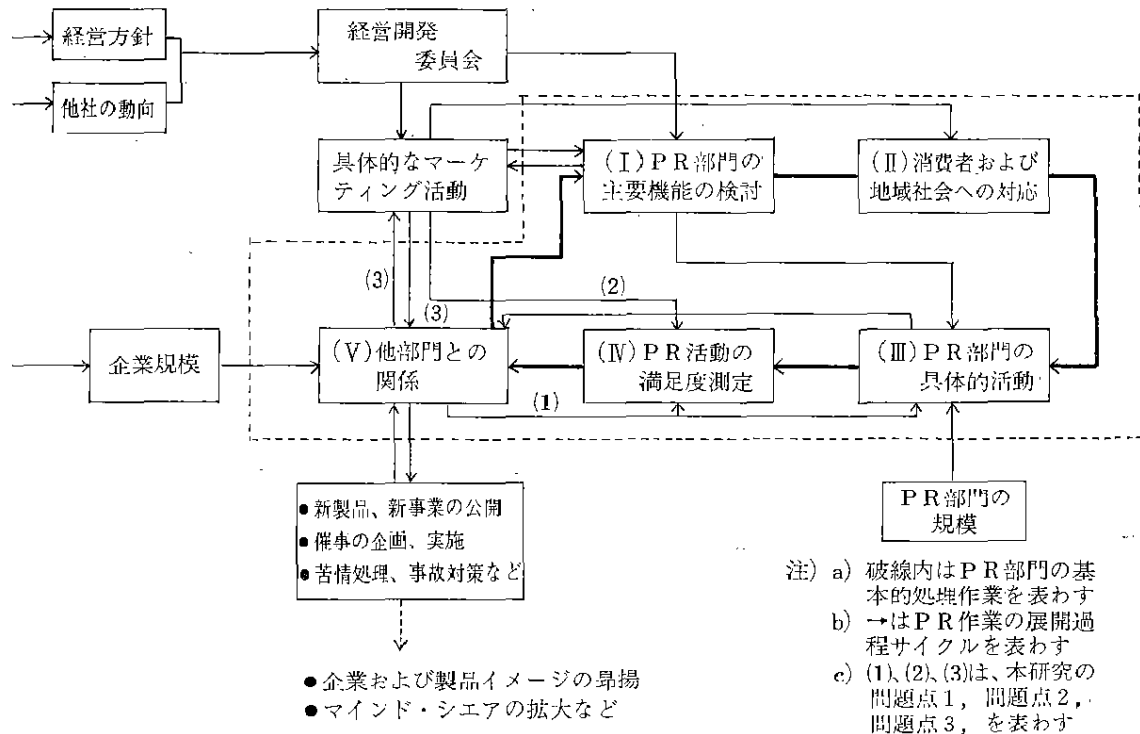 経営方針
他社の動向
経営開発
委員会
具体的なマーケ
ティング活動
(Ⅰ)PR部門の
主要機能の検討
(Ⅱ)消費者および
地域社会への対応
(3)
(3)
(2)
企業規模
(Ⅴ)他部門との
関係
(Ⅳ)PR活動の
満足度測定
(Ⅲ)PR部門の
具体的活動
(1)
●新製品、新事業の公開
●催事の企画、実施
●苦情処理、事故対策など
PR部門の
規模
●企業および製品イメージの昂揚
●マインド・シエアの拡大など
注) a) 破線内はPR部門の基
本的処理作業を表わす
b) →はPR作業の展開過
程サイクルを表わす
c) (1)、(2)、(3)は、本研究の
問題点1, 問題点2,
問題点3, を表わす